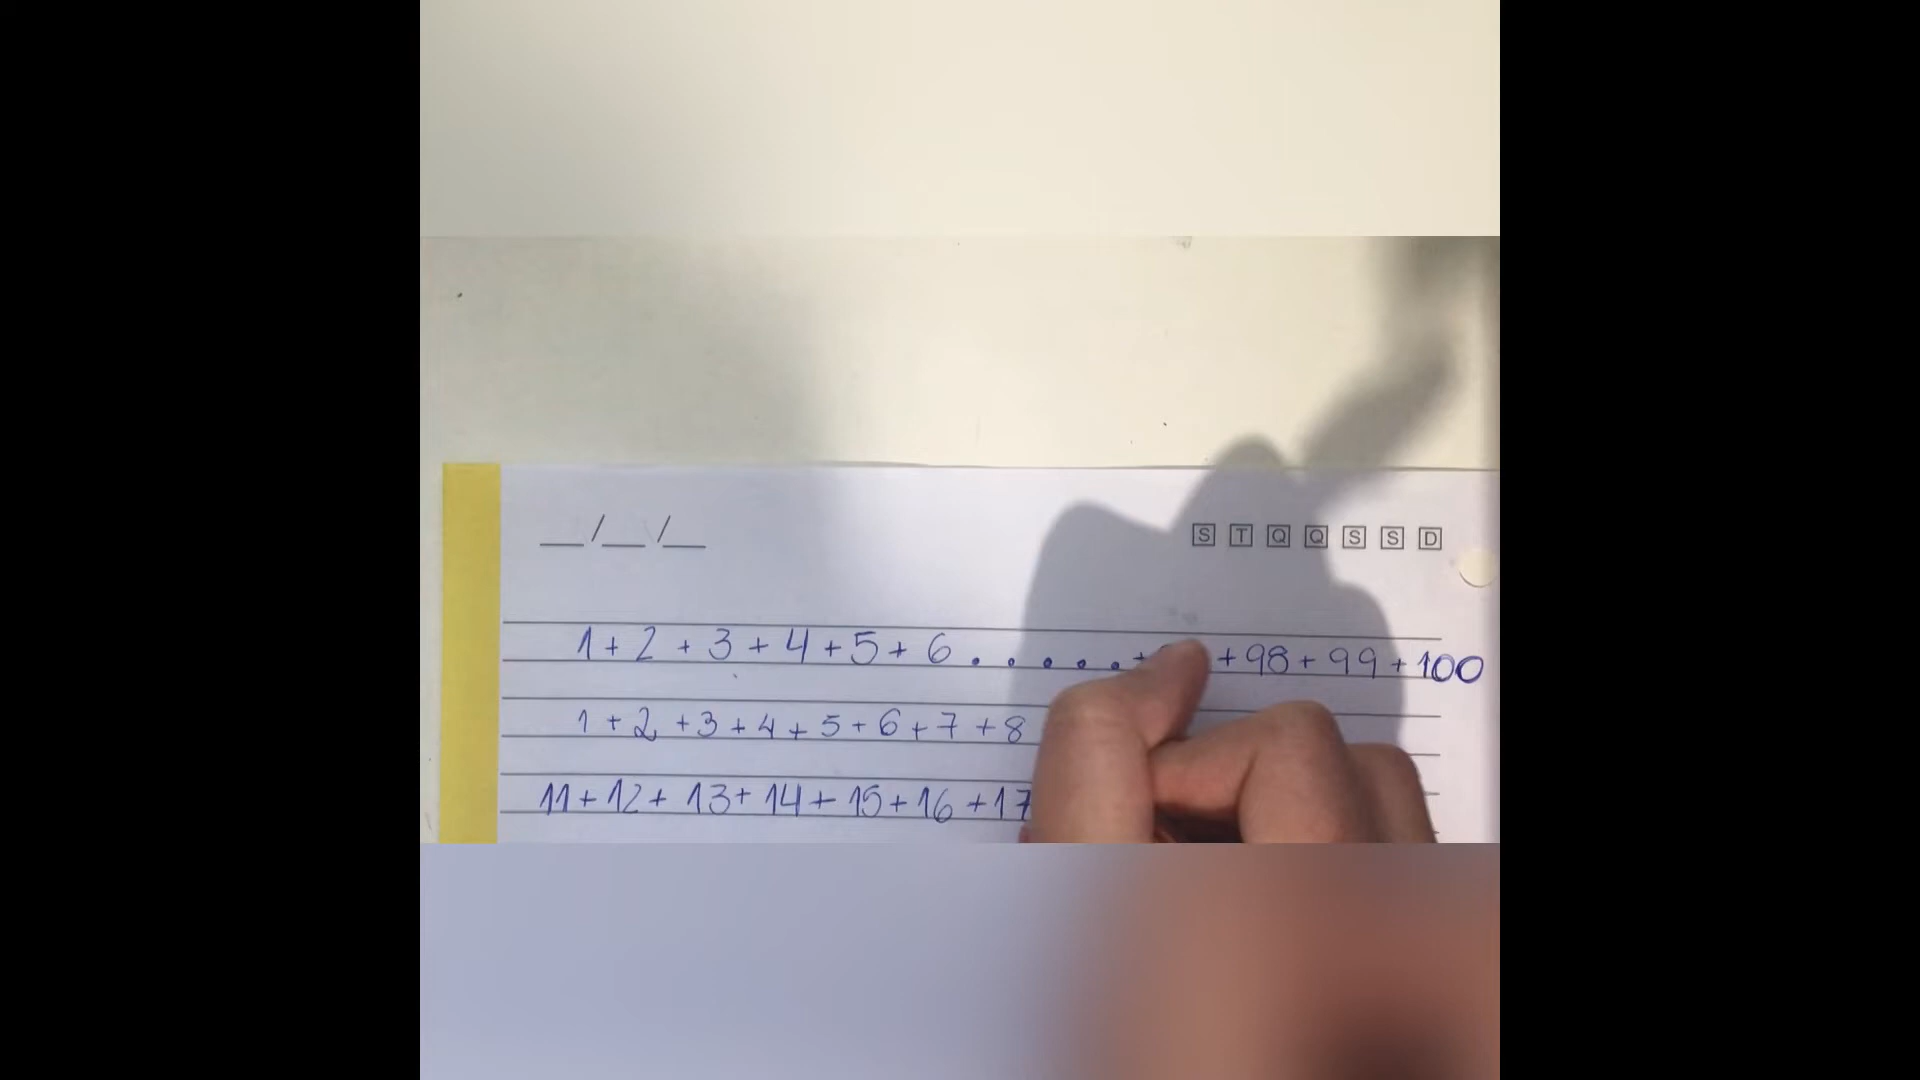 __/__/__ S T Q Q S S D
1 + 2 + 3 + 4 + 5 + 6 . . . . . + + 98 + 99 + 100
1 + 2 + 3 + 4 + 5 + 6 + 7 + 8
11 + 12 + 13 + 14 + 15 + 16 + 17